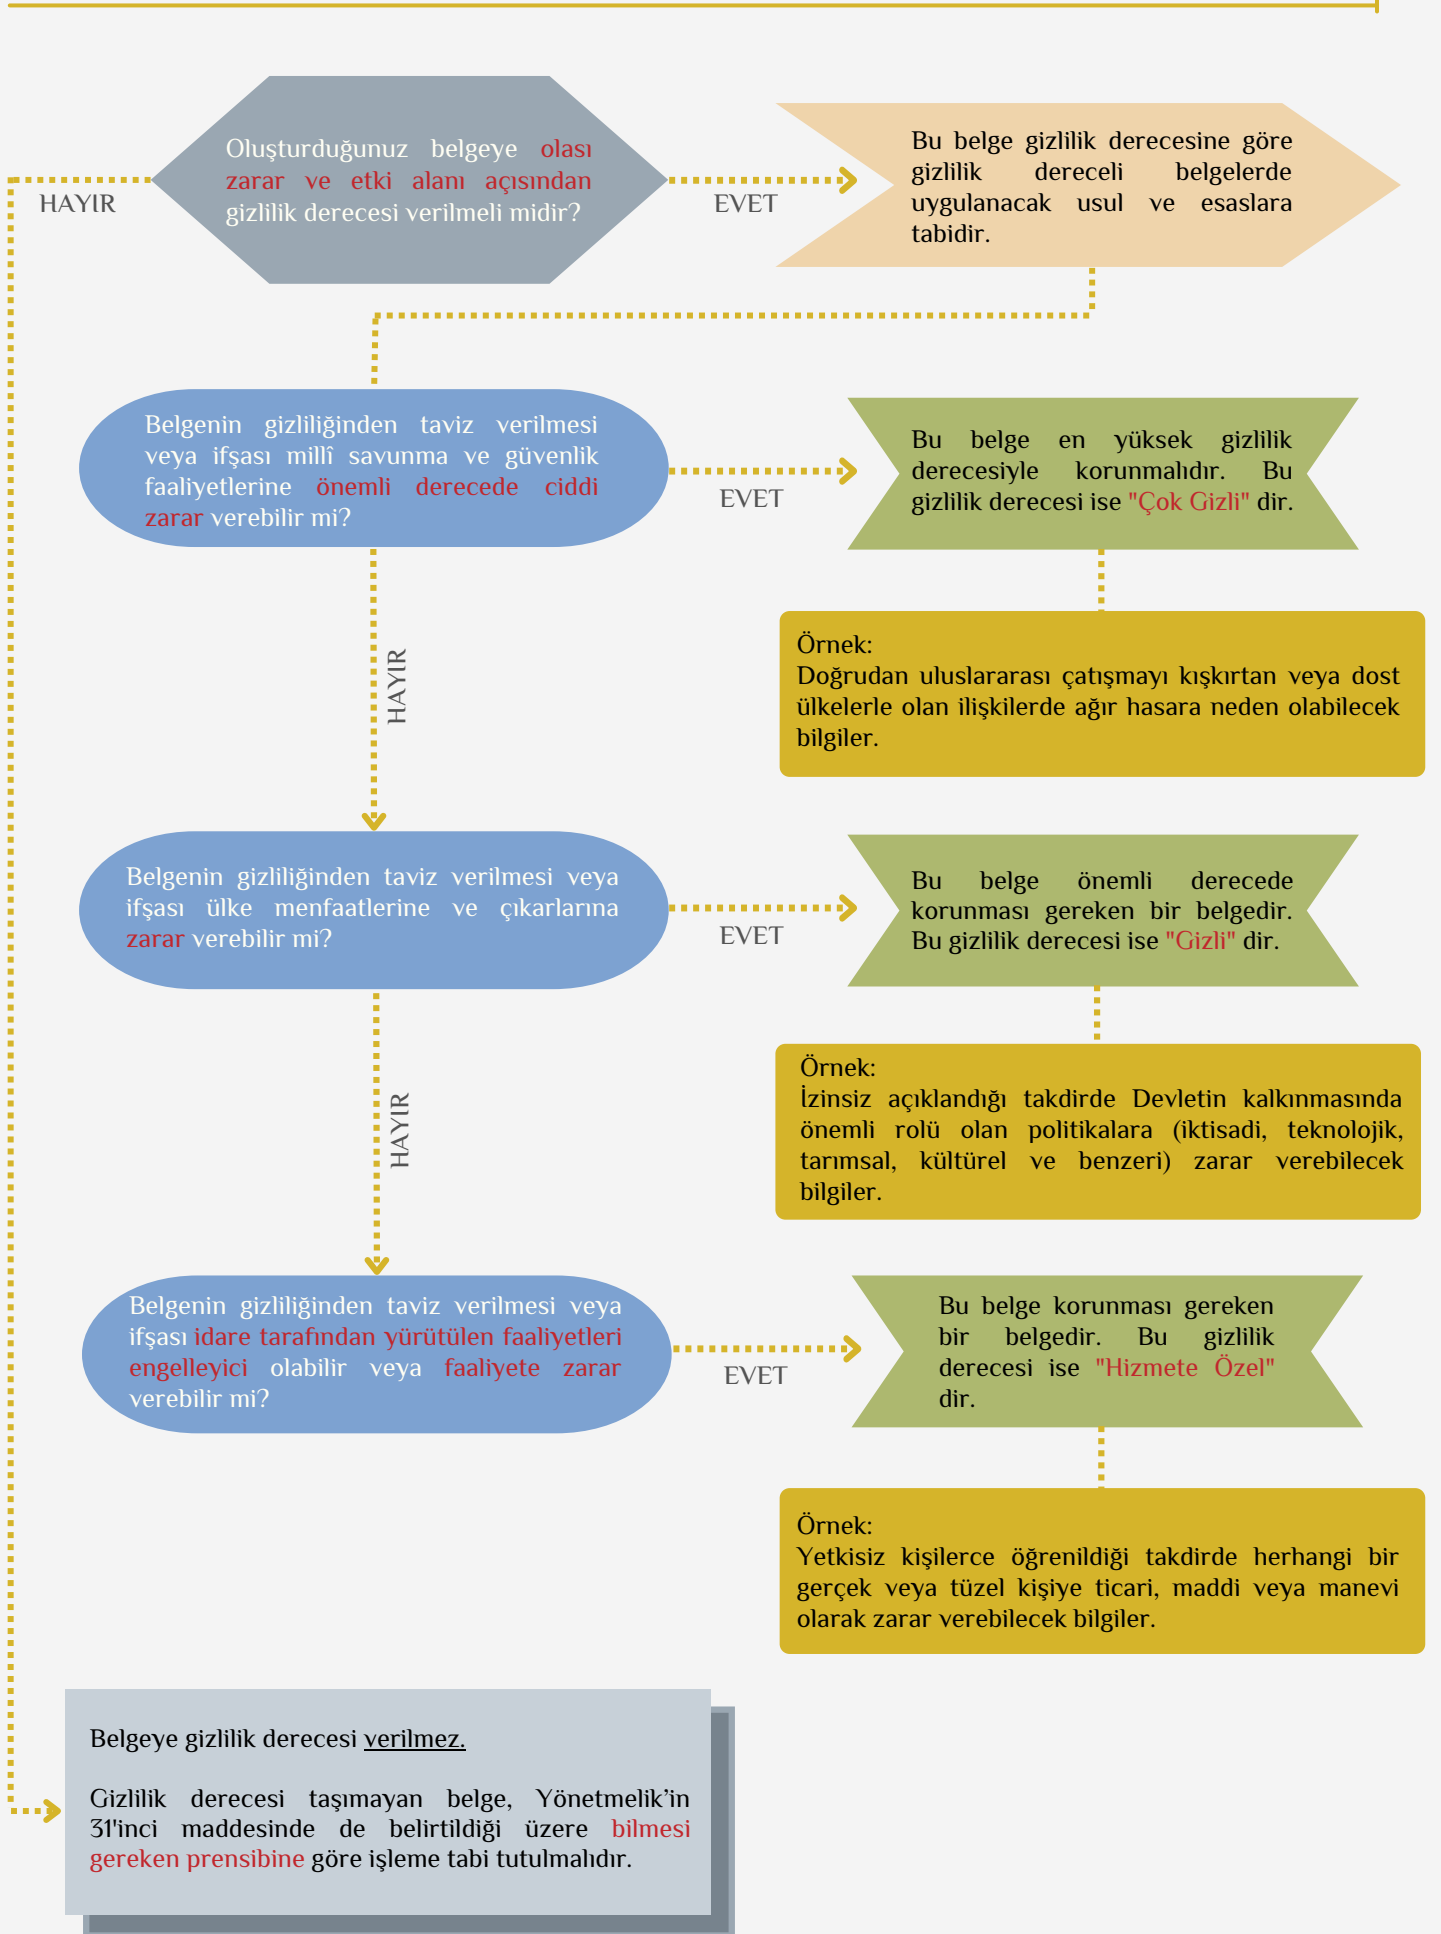 Oluşturduğunuz belgeye olası
zarar ve etki alanı açısından
gizlilik derecesi verilmeli midir?
HAYIR
EVET
Bu belge gizlilik derecesine göre
gizlilik dereceli belgelerde
uygulanacak usul ve esaslara
tabidir.
Belgenin gizliliğinden taviz verilmesi
veya ifşası millî savunma ve güvenlik
faaliyetlerine önemli derecede ciddi
zarar verebilir mi?
EVET
Bu belge en yüksek gizlilik
derecesiyle korunmalıdır. Bu
gizlilik derecesi ise "Çok Gizli" dir.
Örnek:
Doğrudan uluslararası çatışmayı kışkırtan veya dost
ülkelerle olan ilişkilerde ağır hasara neden olabilecek
bilgiler.
HAYIR
Belgenin gizliliğinden taviz verilmesi veya
ifşası ülke menfaatlerine ve çıkarlarına
zarar verebilir mi?
EVET
Bu belge önemli derecede
korunması gereken bir belgedir.
Bu gizlilik derecesi ise "Gizli" dir.
Örnek:
İzinsiz açıklandığı takdirde Devletin kalkınmasında
önemli rolü olan politikalara (iktisadi, teknolojik,
tarımsal, kültürel ve benzeri) zarar verebilecek
bilgiler.
HAYIR
Belgenin gizliliğinden taviz verilmesi veya
ifşası idare tarafından yürütülen faaliyetleri
engelleyici olabilir veya faaliyete zarar
verebilir mi?
EVET
Bu belge korunması gereken
bir belgedir. Bu gizlilik
derecesi ise "Hizmete Özel"
dir.
Örnek:
Yetkisiz kişilerce öğrenildiği takdirde herhangi bir
gerçek veya tüzel kişiye ticari, maddi veya manevi
olarak zarar verebilecek bilgiler.
Belgeye gizlilik derecesi verilmez.
Gizlilik derecesi taşımayan belge, Yönetmelik’in
31'inci maddesinde de belirtildiği üzere bilmesi
gereken prensibine göre işleme tabi tutulmalıdır.